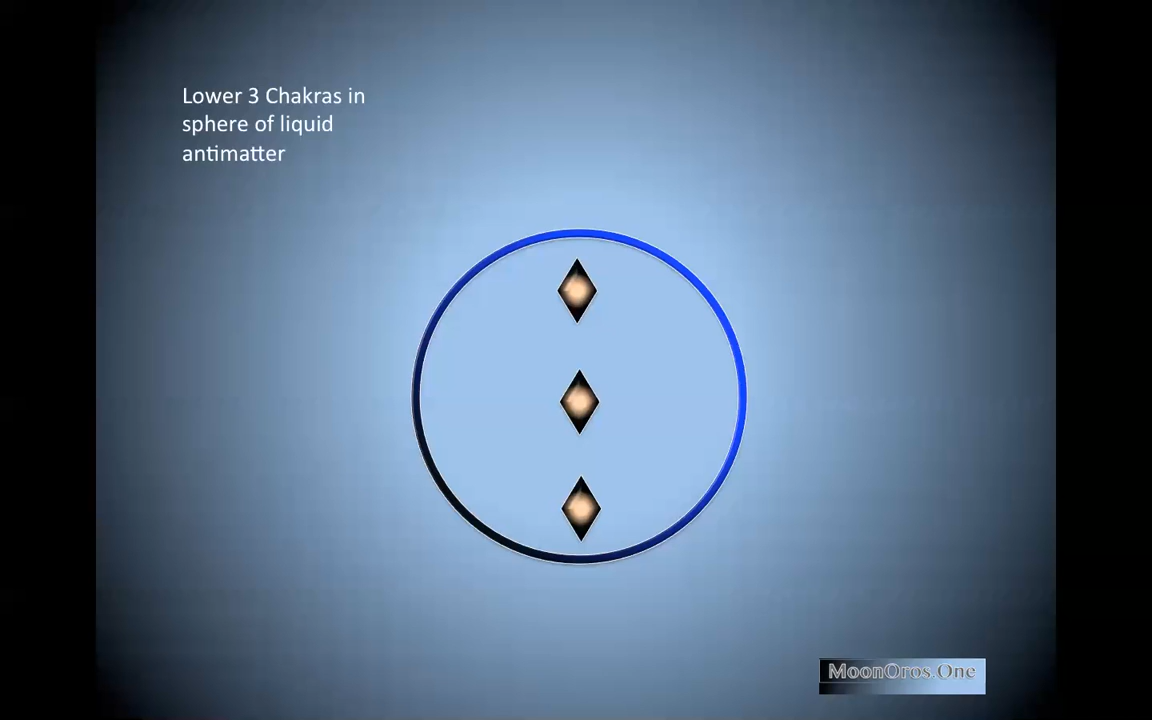 Lower 3 Chakras in
sphere of liquid
antimatter
MoonOros.One